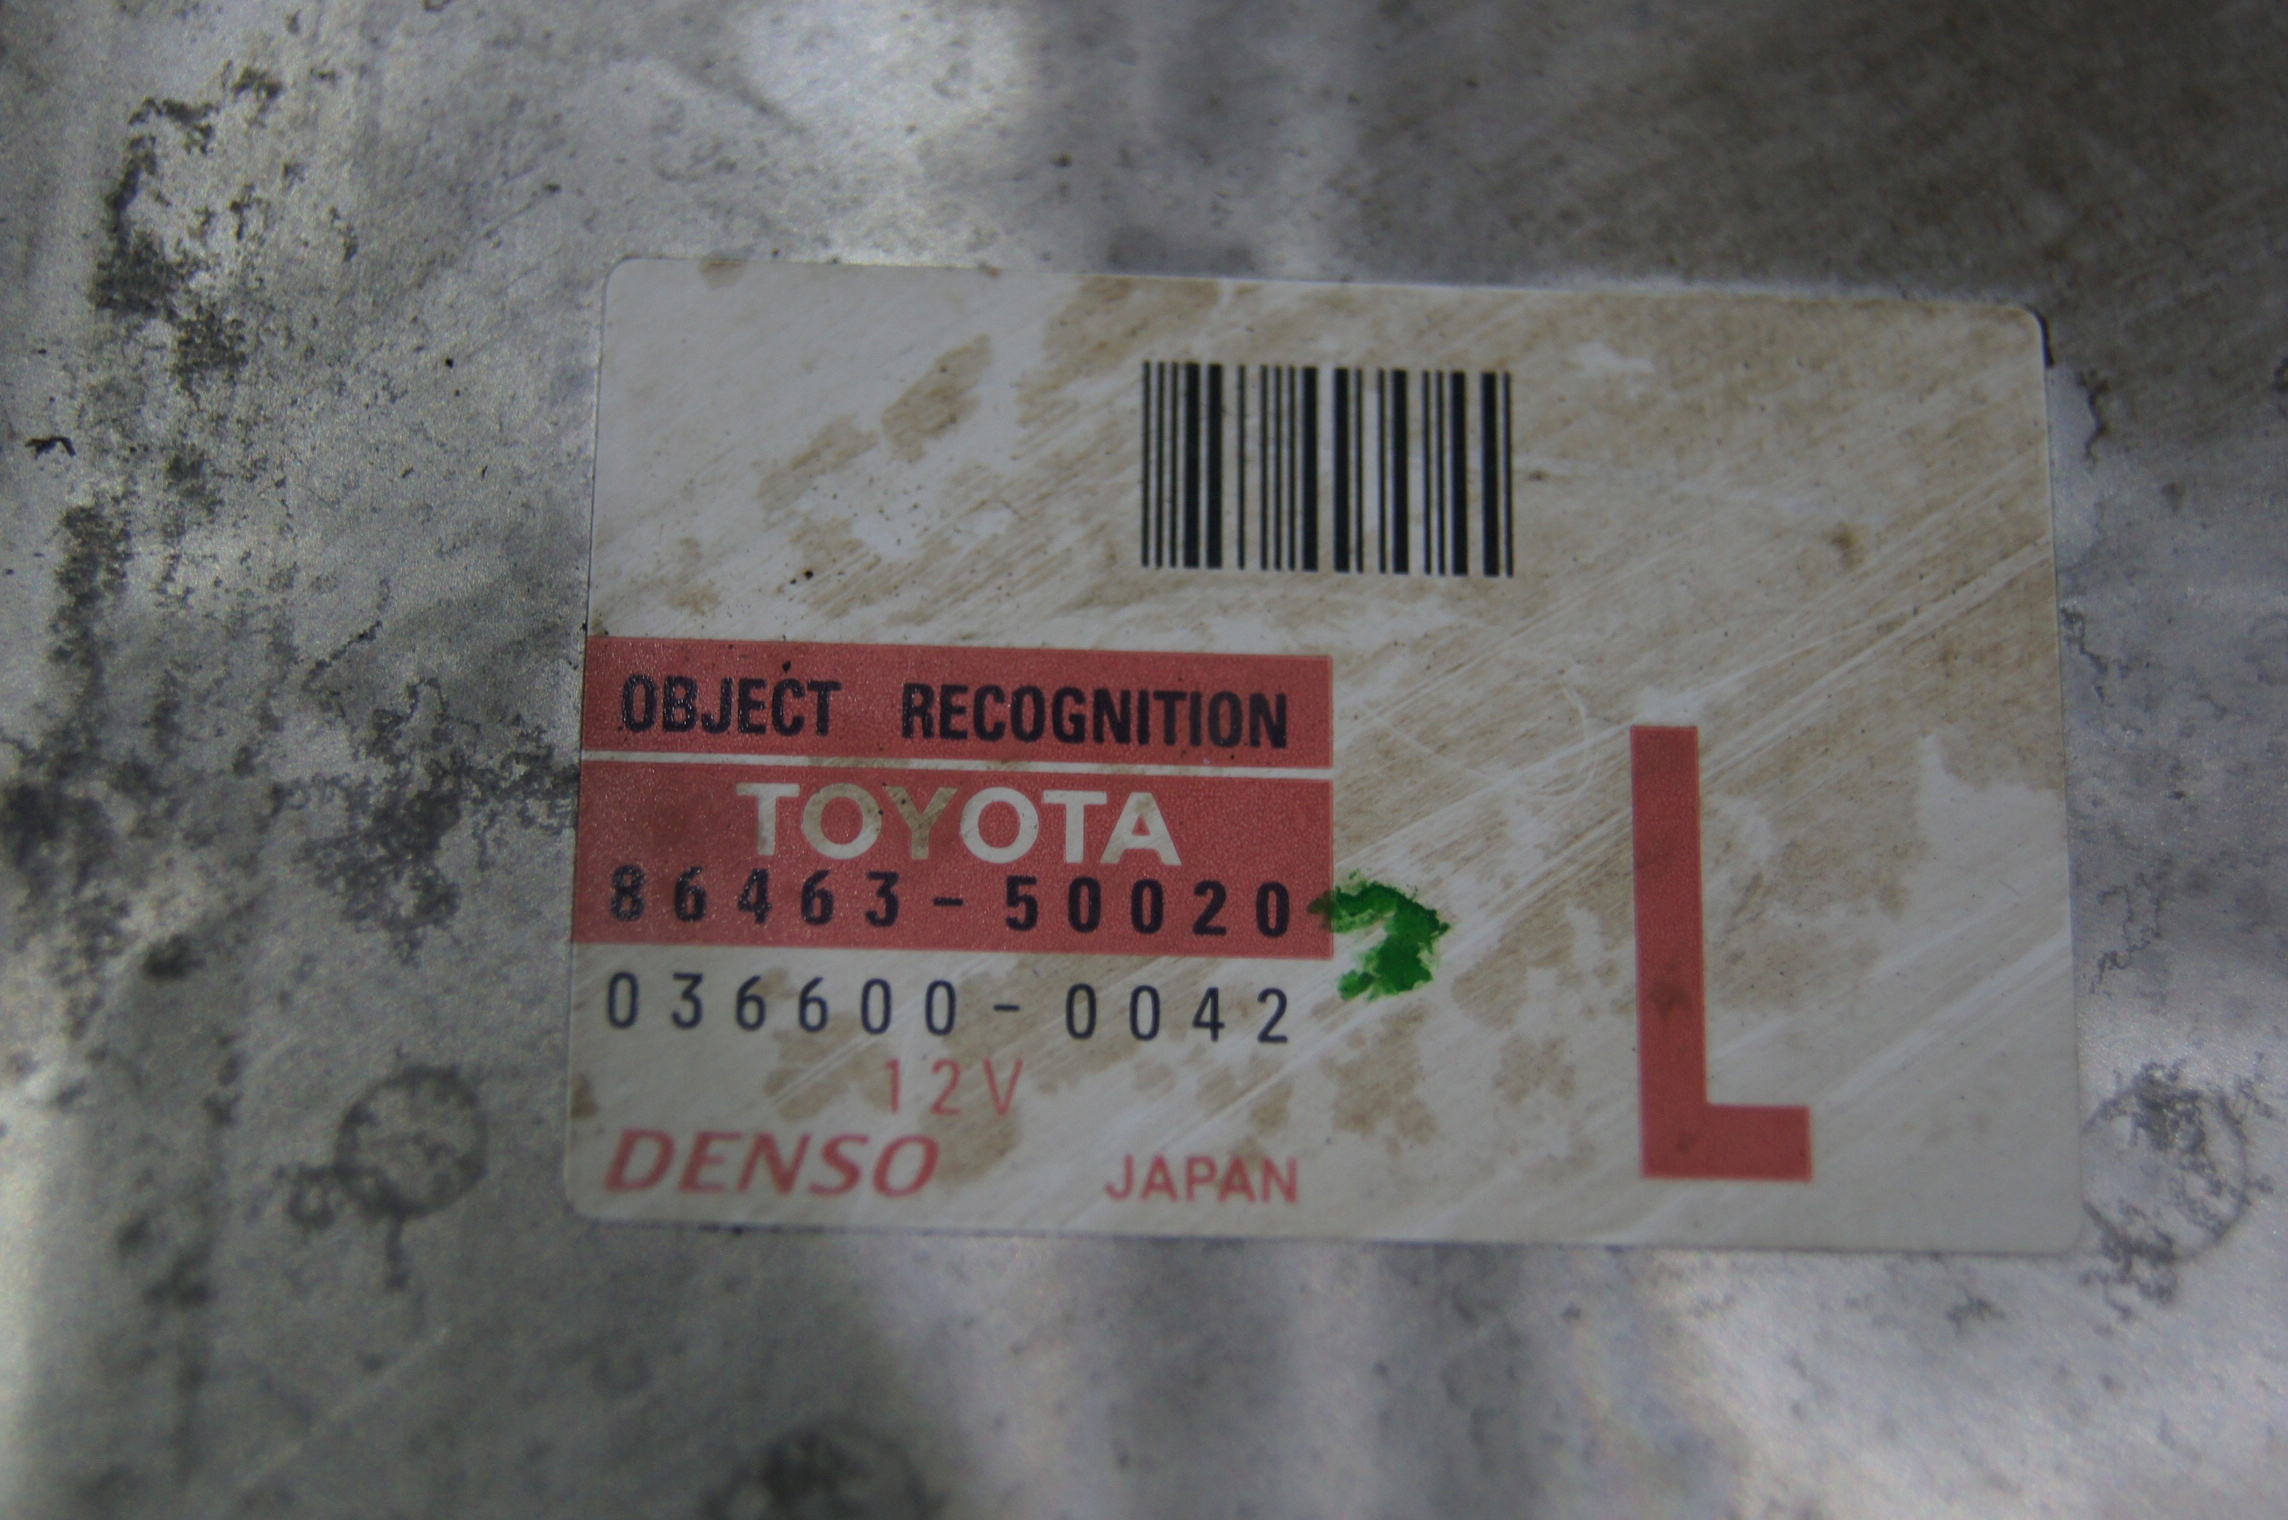 OBJECT RECOGNITION
TOYOTA
86463-50020
036600-0042
12V
DENSO JAPAN
L